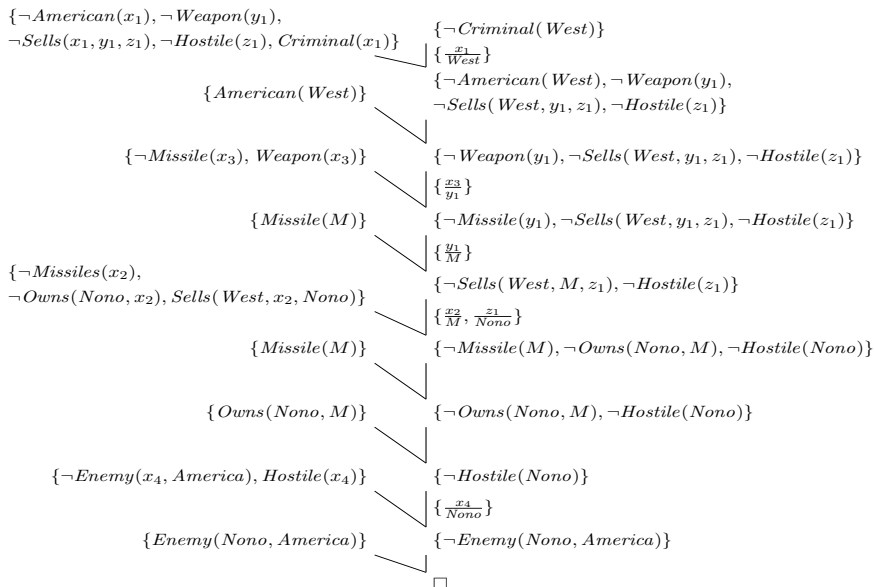 {¬American(x₁), ¬Weapon(y₁),
¬Sells(x₁, y₁, z₁), ¬Hostile(z₁), Criminal(x₁)}
{¬Criminal(West)}
{x₁/West}
{American(West)}
{¬American(West), ¬Weapon(y₁),
¬Sells(West, y₁, z₁), ¬Hostile(z₁)}
{¬Missile(x₃), Weapon(x₃)}
{¬Weapon(y₁), ¬Sells(West, y₁, z₁), ¬Hostile(z₁)}
{x₃/y₁}
{Missile(M)}
{¬Missile(y₁), ¬Sells(West, y₁, z₁), ¬Hostile(z₁)}
{y₁/M}
{¬Missiles(x₂),
¬Owns(Nono, x₂), Sells(West, x₂, Nono)}
{¬Sells(West, M, z₁), ¬Hostile(z₁)}
{x₂/M, z₁/Nono}
{Missile(M)}
{¬Missile(M), ¬Owns(Nono, M), ¬Hostile(Nono)}
{Owns(Nono, M)}
{¬Owns(Nono, M), ¬Hostile(Nono)}
{¬Enemy(x₄, America), Hostile(x₄)}
{¬Hostile(Nono)}
{x₄/Nono}
{Enemy(Nono, America)}
{¬Enemy(Nono, America)}
□